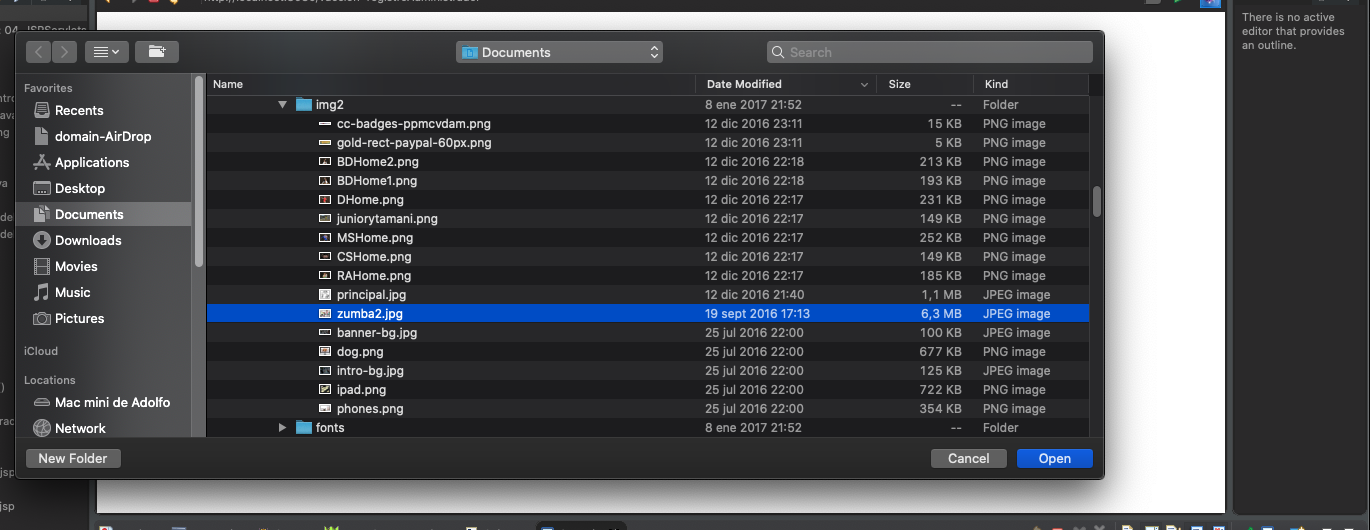 There is no active
editor that provides
an outline.
Documents
Search
Favorites
Recents
domain-AirDrop
Applications
Desktop
Documents
Downloads
Movies
Music
Pictures
iCloud
Locations
Mac mini de Adolfo
Network
Name Date Modified Size Kind
img2 8 ene 2017 21:52 -- Folder
cc-badges-ppmcvdam.png 12 dic 2016 23:11 15 KB PNG image
gold-rect-paypal-60px.png 12 dic 2016 23:11 5 KB PNG image
BDHome2.png 12 dic 2016 22:18 213 KB PNG image
BDHome1.png 12 dic 2016 22:18 193 KB PNG image
DHome.png 12 dic 2016 22:17 231 KB PNG image
juniorytamani.png 12 dic 2016 22:17 149 KB PNG image
MSHome.png 12 dic 2016 22:17 252 KB PNG image
CSHome.png 12 dic 2016 22:17 149 KB PNG image
RAHome.png 12 dic 2016 22:17 185 KB PNG image
principal.jpg 12 dic 2016 21:40 1,1 MB JPEG image
zumba2.jpg 19 sept 2016 17:13 6,3 MB JPEG image
banner-bg.jpg 25 jul 2016 22:00 100 KB JPEG image
dog.png 25 jul 2016 22:00 677 KB PNG image
intro-bg.jpg 25 jul 2016 22:00 125 KB JPEG image
ipad.png 25 jul 2016 22:00 722 KB PNG image
phones.png 25 jul 2016 22:00 354 KB PNG image
fonts 8 ene 2017 21:52 -- Folder
New Folder
Cancel
Open